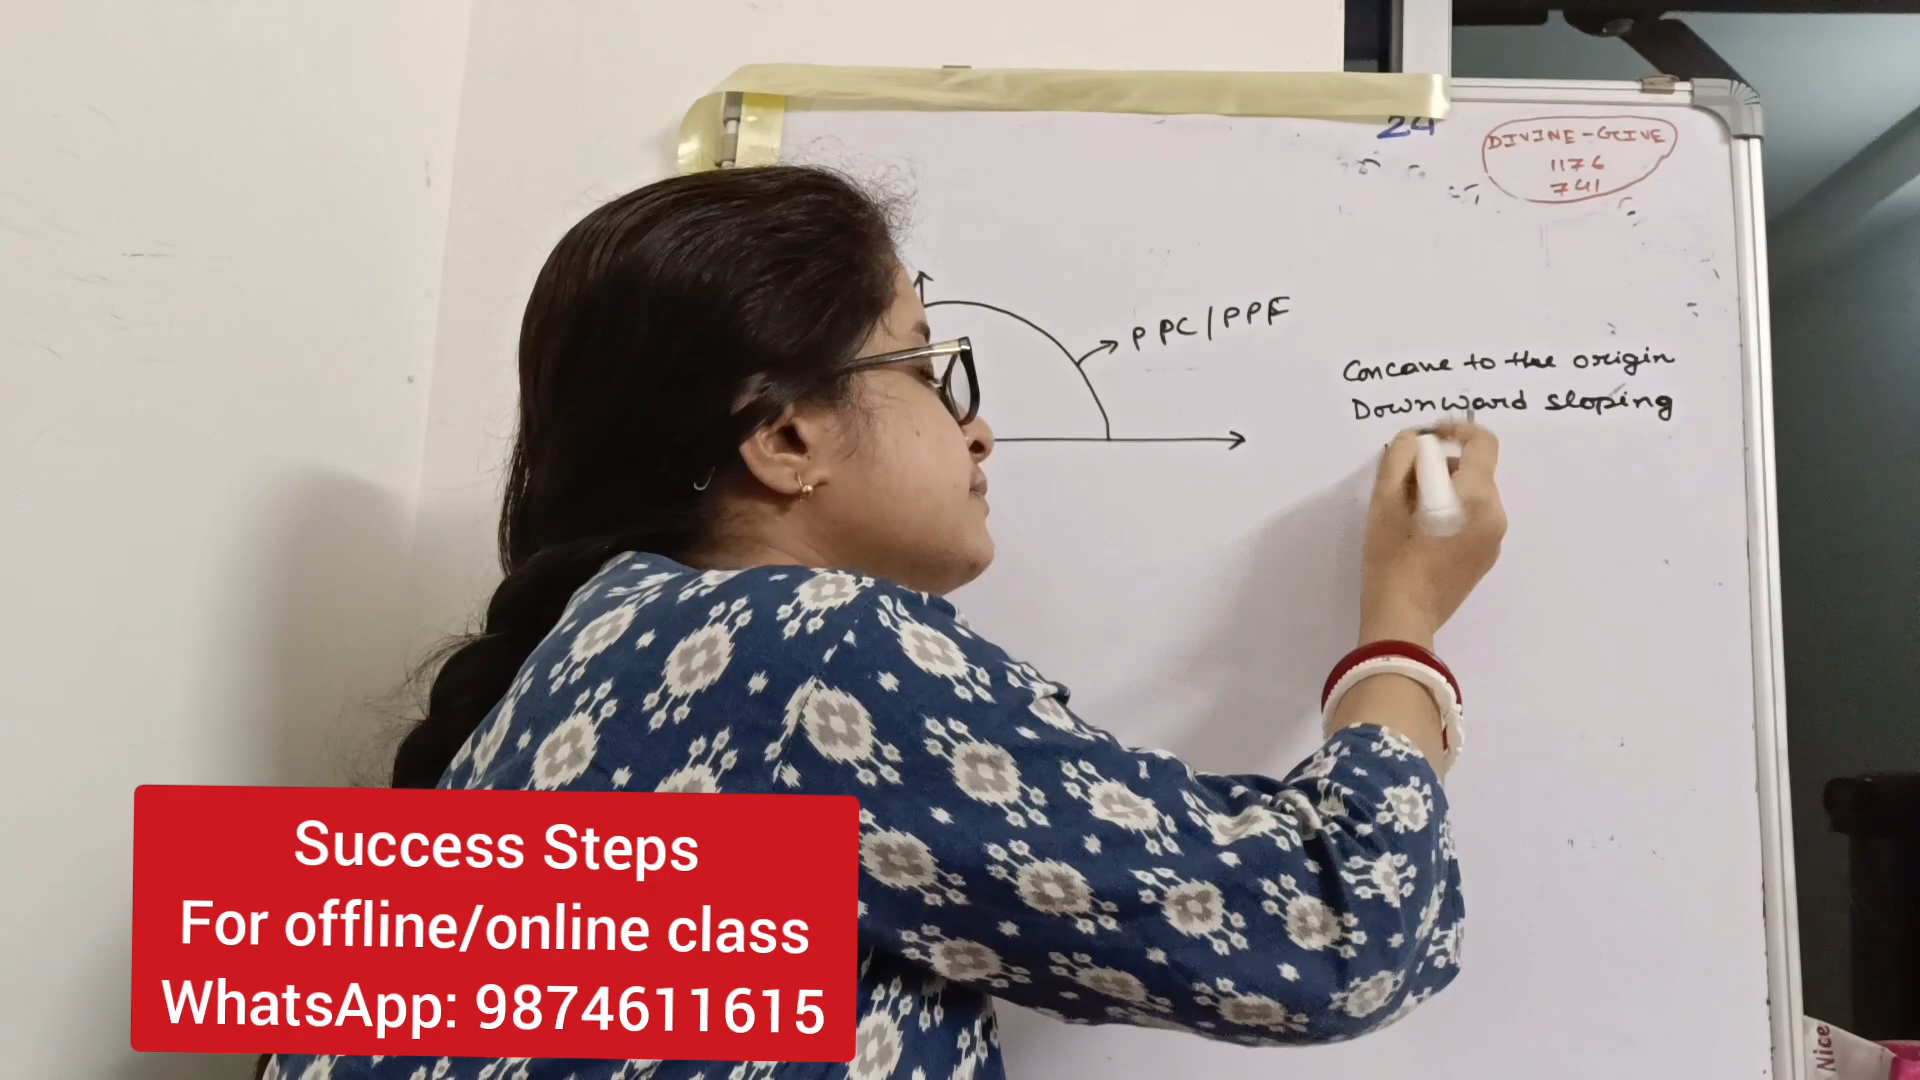 24
DIVINE-GIVE
1176
741
PPC/PPF
Concave to the origin
Downward sloping
Success Steps
For offline/online class
WhatsApp: 9874611615
Nice